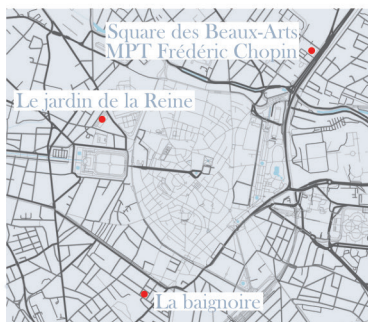 Square des Beaux-Arts
MPT Frédéric Chopin
Le jardin de la Reine
La baignoire